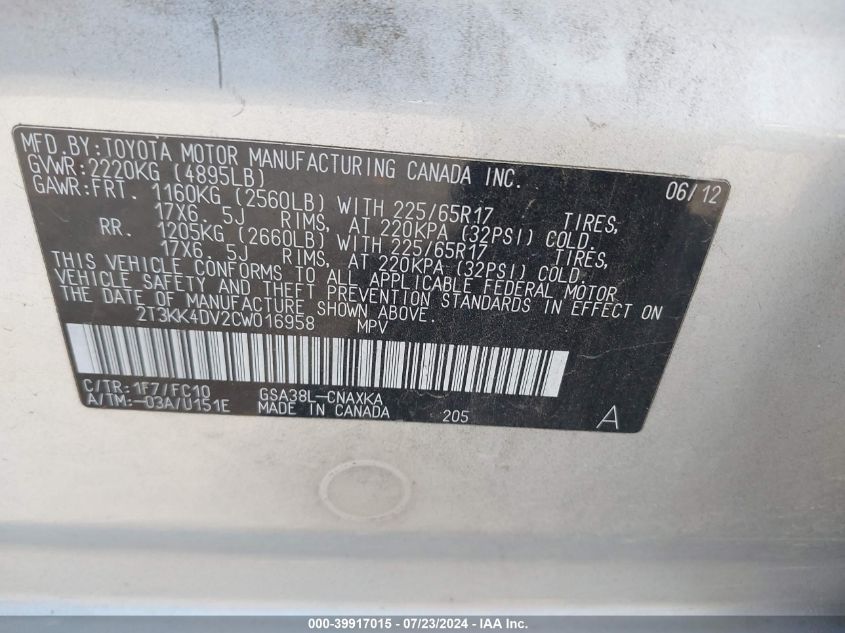 MFD.BY:TOYOTA MOTOR MANUFACTURING CANADA INC.
06/12
GVWR:2220KG (4895LB)
GAWR:FRT. 1160KG (2560LB) WITH 225/65R17 TIRES,
17X6. 5J RIMS, AT 220KPA (32PSI) COLD.
RR. 1205KG (2660LB) WITH 225/65R17 TIRES,
17X6. 5J RIMS, AT 220KPA (32PSI) COLD.
THIS VEHICLE CONFORMS TO ALL APPLICABLE FEDERAL MOTOR
VEHICLE SAFETY AND THEFT PREVENTION STANDARDS IN EFFECT ON
THE DATE OF MANUFACTURE SHOWN ABOVE.
2T3KK4DV2CW016958 MPV
C/TR:1F7/FC10 GSA38L-CNAXKA
A/TM:-03A/U151E MADE IN CANADA 205 A
000-39917015 - 07/23/2024 - IAA Inc.